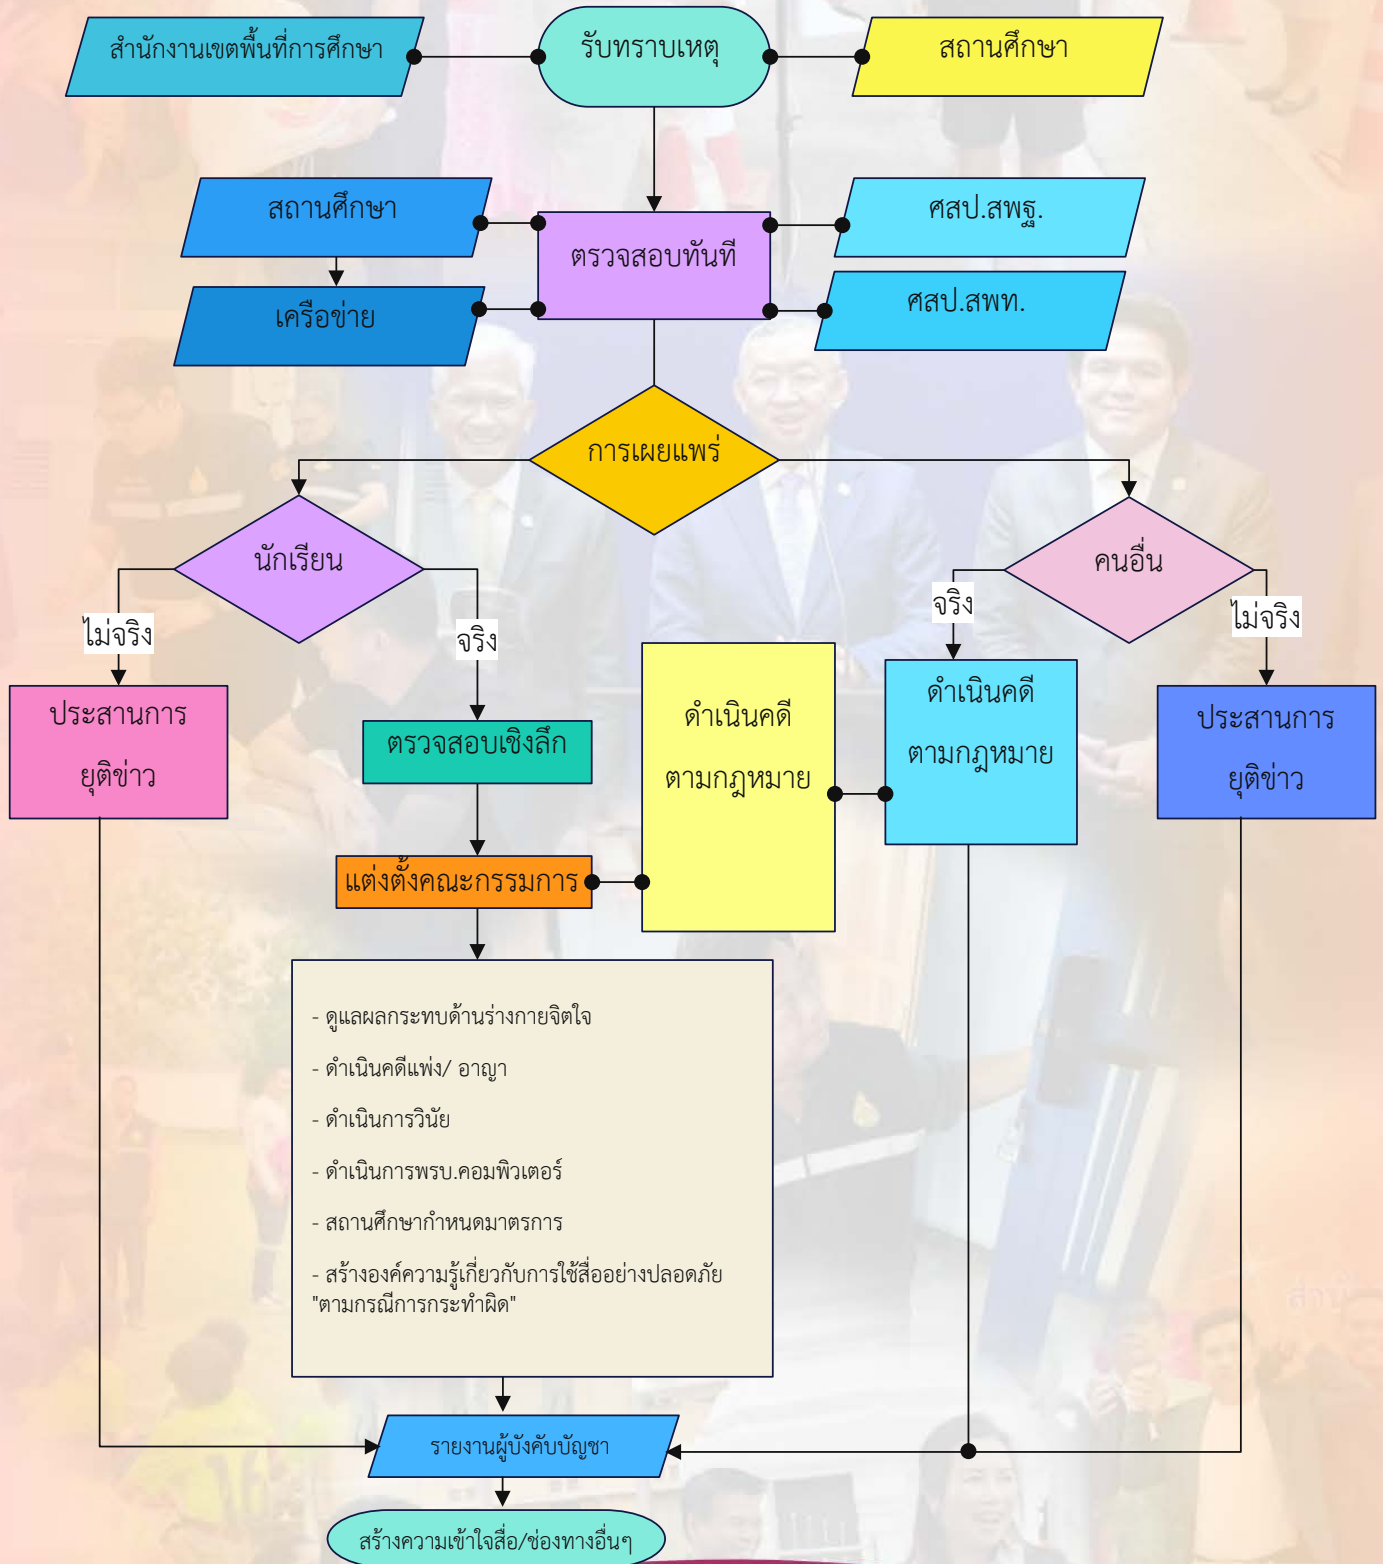 สำนักงานเขตพื้นที่การศึกษา
รับทราบเหตุ
สถานศึกษา
สถานศึกษา
ศสป.สพฐ.
ตรวจสอบทันที
เครือข่าย
ศสป.สพท.
การเผยแพร่
นักเรียน
คนอื่น
ไม่จริง
จริง
จริง
ไม่จริง
ประสานการ
ยุติข่าว
ตรวจสอบเชิงลึก
ดำเนินคดี
ตามกฎหมาย
ดำเนินคดี
ตามกฎหมาย
ประสานการ
ยุติข่าว
แต่งตั้งคณะกรรมการ
- ดูแลผลกระทบด้านร่างกายจิตใจ
- ดำเนินคดีแพ่ง/ อาญา
- ดำเนินการวินัย
- ดำเนินการพรบ.คอมพิวเตอร์
- สถานศึกษากำหนดมาตรการ
- สร้างองค์ความรู้เกี่ยวกับการใช้สื่ออย่างปลอดภัย
"ตามกรณีการกระทำผิด"
รายงานผู้บังคับบัญชา
สร้างความเข้าใจสื่อ/ช่องทางอื่นๆ